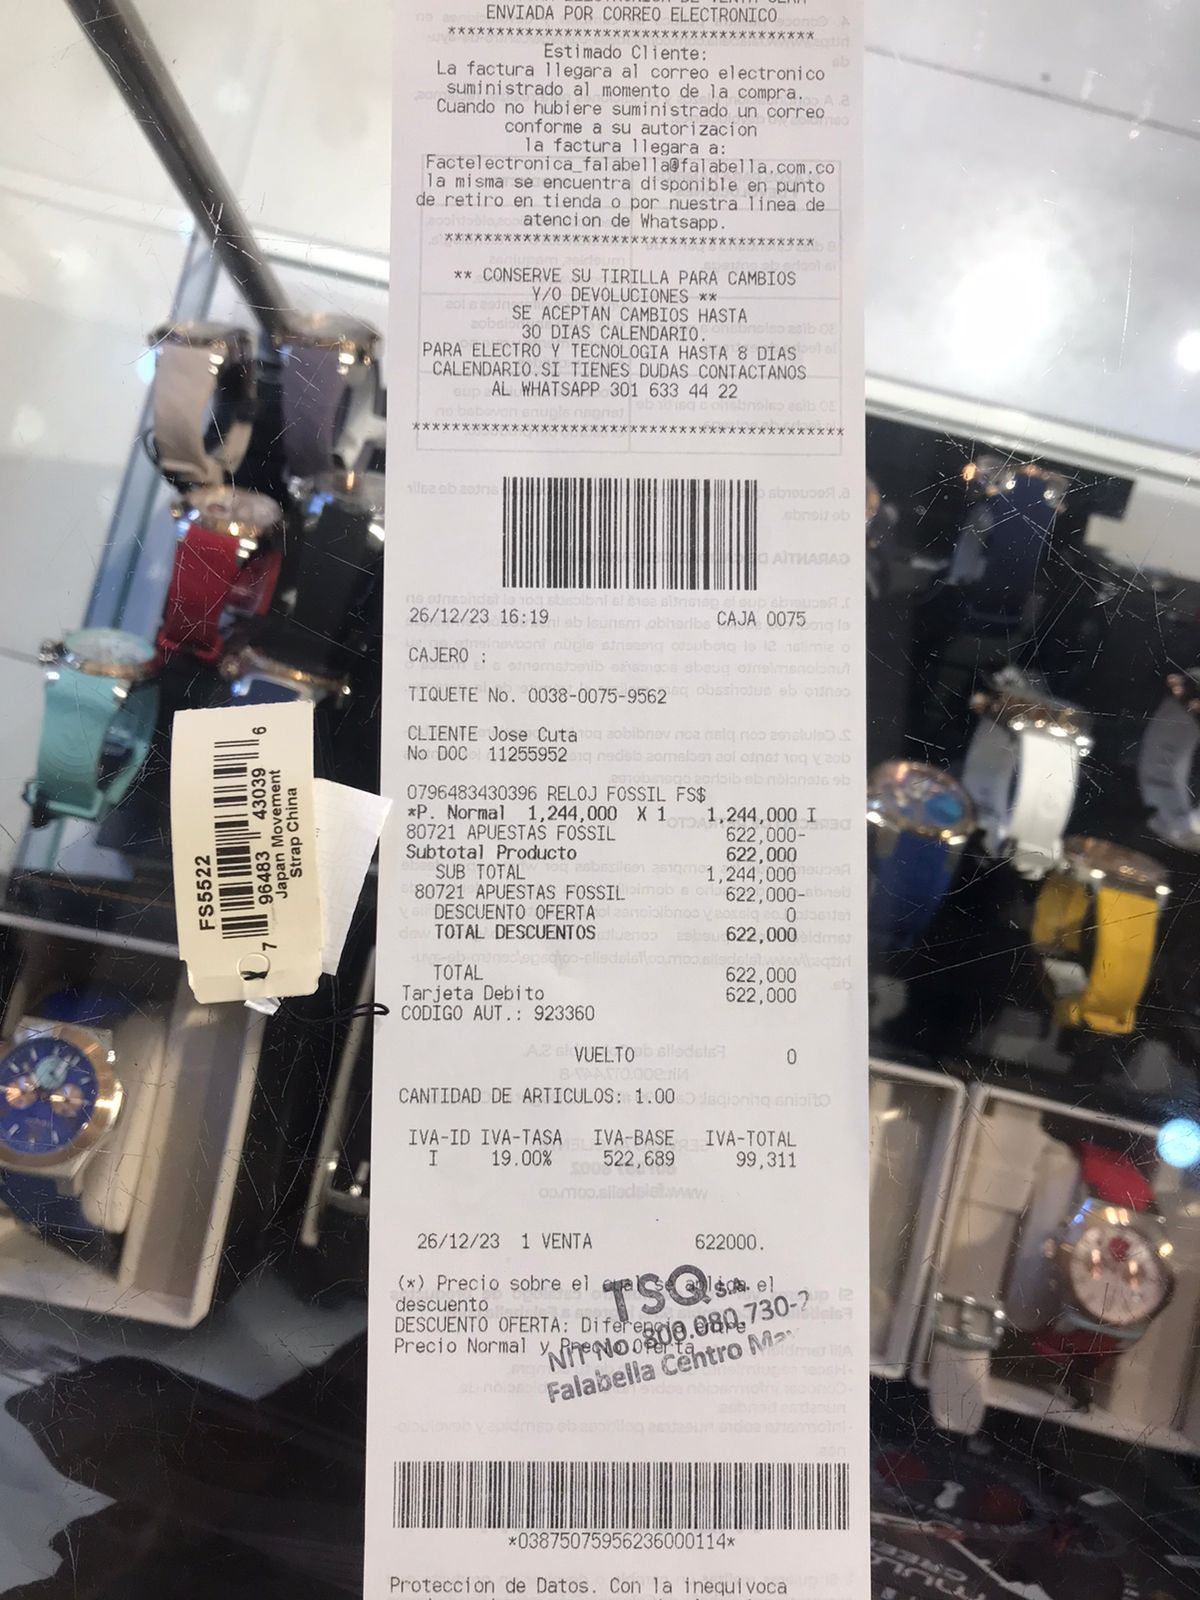 ENVIADA POR CORREO ELECTRONICO
****************************************
Estimado Cliente:
La factura llegara al correo electronico
suministrado al momento de la compra.
Cuando no hubiere suministrado un correo
conforme a su autorizacion
la factura llegara a:
Factelectronica_falabella@falabella.com.co
la misma se encuentra disponible en punto
de retiro en tienda o por nuestra linea de
atencion de Whatsapp.
****************************************
** CONSERVE SU TIRILLA PARA CAMBIOS
Y/O DEVOLUCIONES **
SE ACEPTAN CAMBIOS HASTA
30 DIAS CALENDARIO.
PARA ELECTRO Y TECNOLOGIA HASTA 8 DIAS
CALENDARIO.SI TIENES DUDAS CONTACTANOS
AL WHATSAPP 301 633 44 22
***********************************************
26/12/23 16:19 CAJA 0075
CAJERO :
TIQUETE No. 0038-0075-9562
CLIENTE Jose Cuta
No DOC 11255952
0796483430396 RELOJ FOSSIL FS$
*P. Normal 1,244,000 X 1 1,244,000 I
80721 APUESTAS FOSSIL 622,000-
Subtotal Producto 622,000
SUB TOTAL 1,244,000
80721 APUESTAS FOSSIL 622,000-
DESCUENTO OFERTA 0
TOTAL DESCUENTOS 622,000
TOTAL 622,000
Tarjeta Debito 622,000
CODIGO AUT.: 923360
VUELTO 0
CANTIDAD DE ARTICULOS: 1.00
IVA-ID IVA-TASA IVA-BASE IVA-TOTAL
I 19.00% 522,689 99,311
26/12/23 1 VENTA 622000.
(*) Precio sobre el cual se aplica el
descuento
DESCUENTO OFERTA: Diferencia entre
Precio Normal y Precio Oferta
TSQ S.A.
NIT No. 800.080.730-
Falabella Centro
*03875075956236000114*
Proteccion de Datos. Con la inequivoca
FS5522
7 96483 43039 6
Japan Movement
Strap China